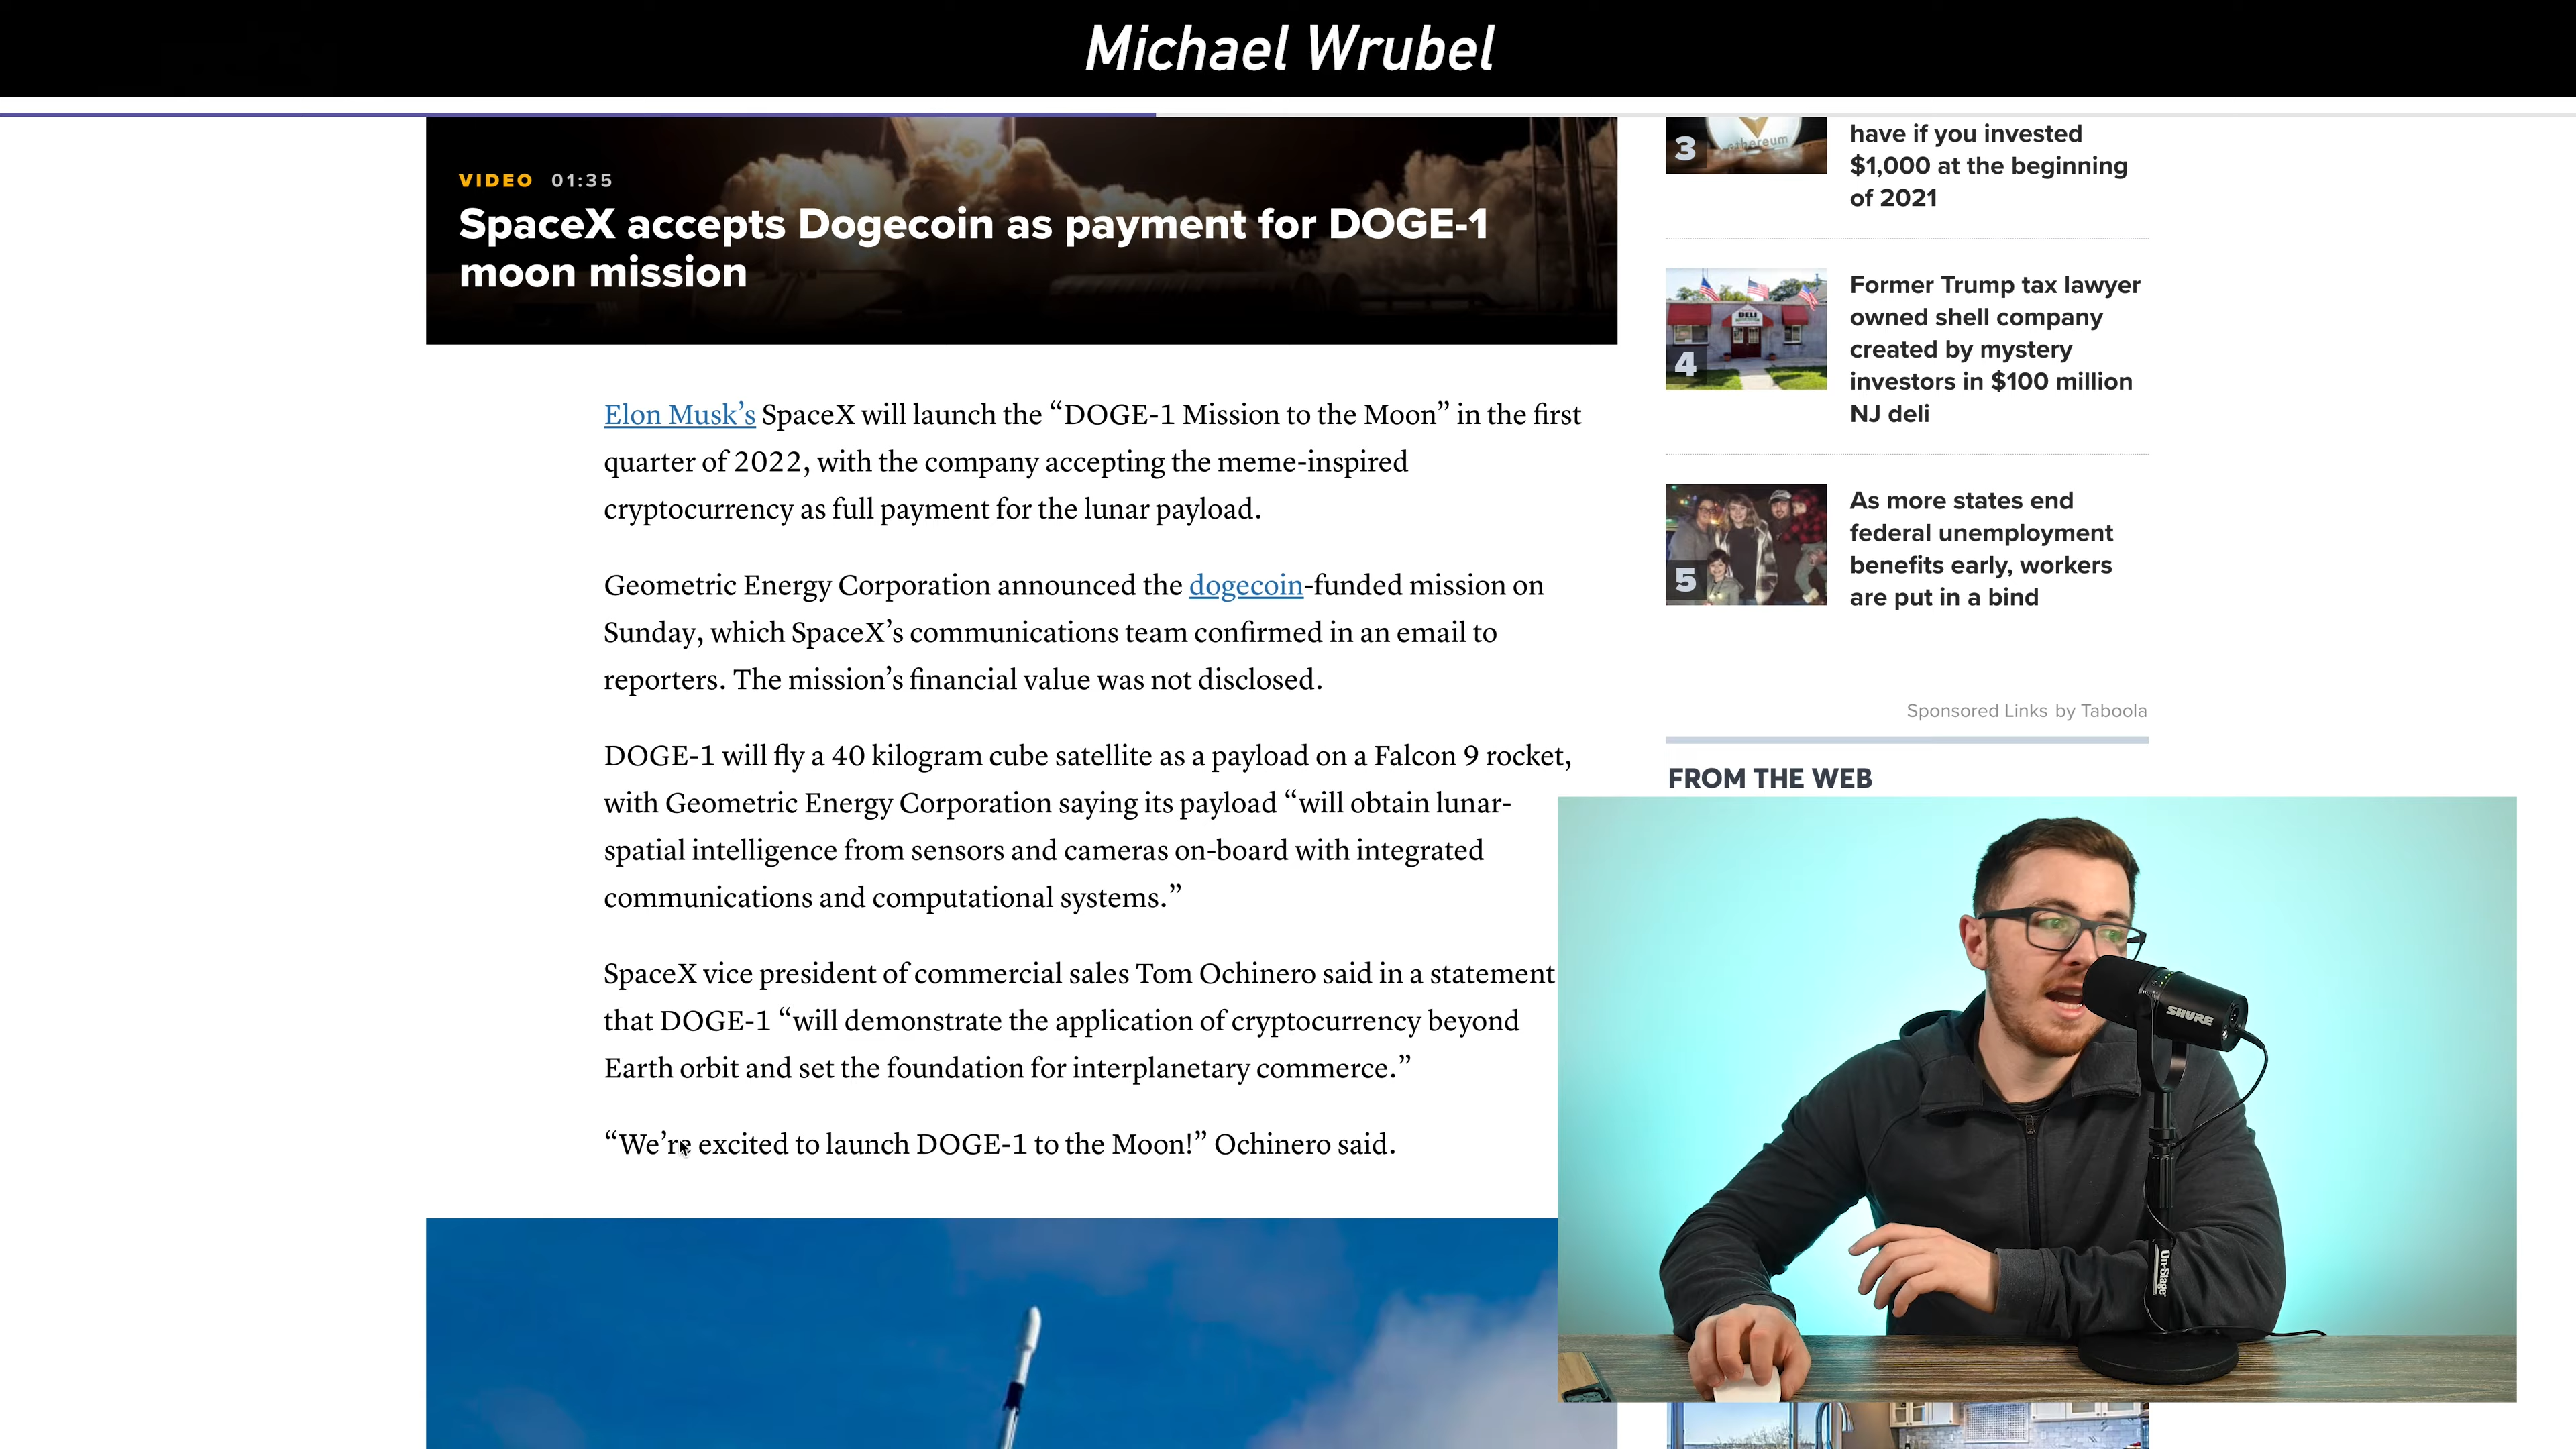 Michael Wrubel
VIDEO 01:35
SpaceX accepts Dogecoin as payment for DOGE-1
moon mission
Elon Musk’s SpaceX will launch the “DOGE-1 Mission to the Moon” in the first
quarter of 2022, with the company accepting the meme-inspired
cryptocurrency as full payment for the lunar payload.
Geometric Energy Corporation announced the dogecoin-funded mission on
Sunday, which SpaceX’s communications team confirmed in an email to
reporters. The mission’s financial value was not disclosed.
DOGE-1 will fly a 40 kilogram cube satellite as a payload on a Falcon 9 rocket,
with Geometric Energy Corporation saying its payload “will obtain lunar-
spatial intelligence from sensors and cameras on-board with integrated
communications and computational systems.”
SpaceX vice president of commercial sales Tom Ochinero said in a statement
that DOGE-1 “will demonstrate the application of cryptocurrency beyond
Earth orbit and set the foundation for interplanetary commerce.”
“We’re excited to launch DOGE-1 to the Moon!” Ochinero said.
3
ethereum
have if you invested
$1,000 at the beginning
of 2021
DELI
4
Former Trump tax lawyer
owned shell company
created by mystery
investors in $100 million
NJ deli
5
As more states end
federal unemployment
benefits early, workers
are put in a bind
Sponsored Links by Taboola
FROM THE WEB
SHURE
On-Stage